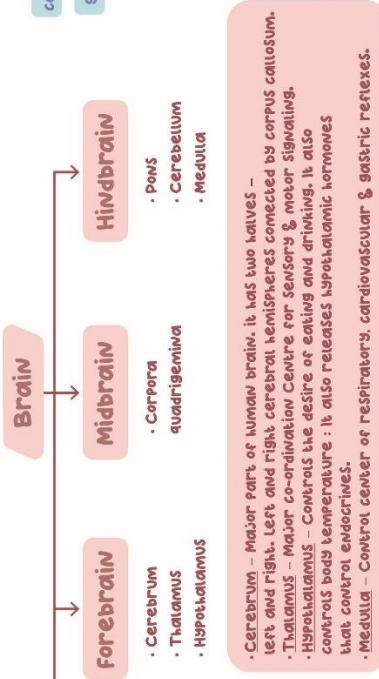 Brain
Forebrain
· Cerebrum
· Thalamus
· Hypothalamus
Midbrain
· Corpora
quadrigemina
Hindbrain
· Pons
· Cerebellum
· Medulla
· Cerebrum – Major part of human brain. it has two halves –
left and right. Left and right cerebral hemispheres connected by corpus callosum.
· Thalamus – Major co-ordination Centre for sensory & motor signaling.
· Hypothalamus – Controls the desire of eating and drinking. It also
controls body temperature : It also releases hypothalamic hormones
that control endocrines.
· Medulla – Control center of respiratory, cardiovascular & gastric reflexes.